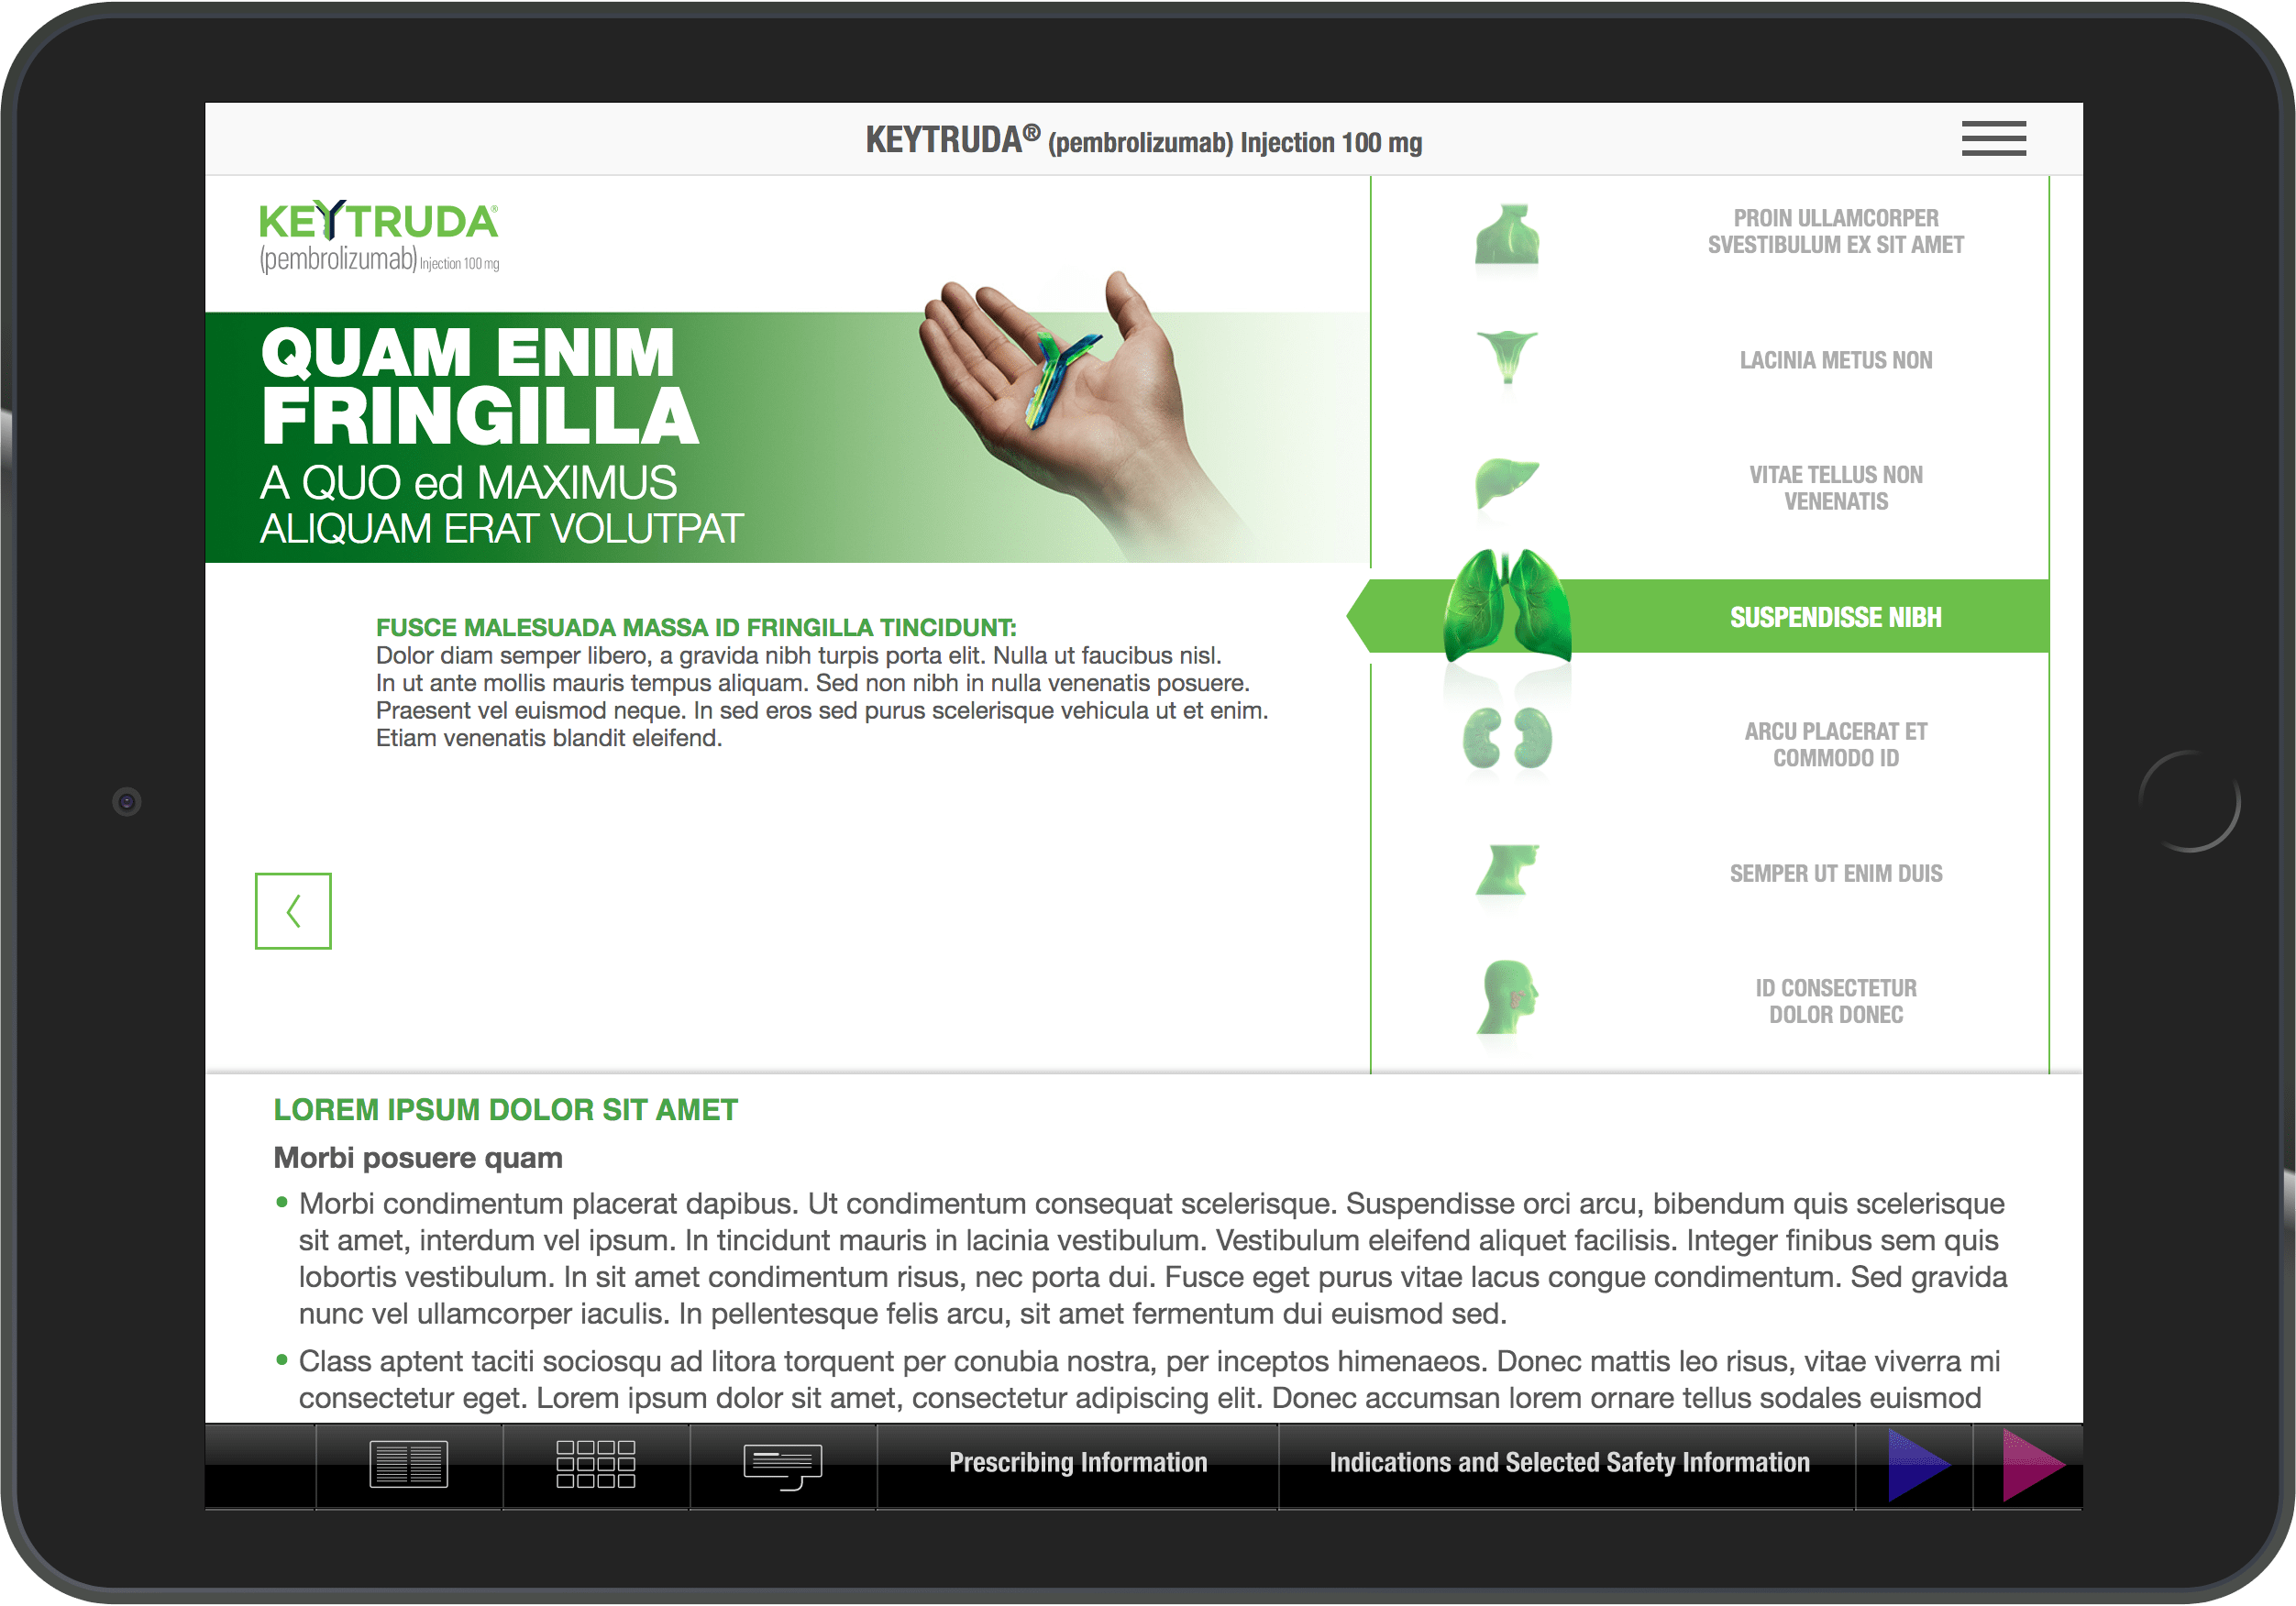 KEYTRUDA® (pembrolizumab) Injection 100 mg
KEYTRUDA®
(pembrolizumab) Injection 100 mg
QUAM ENIM
FRINGILLA
A QUO ed MAXIMUS
ALIQUAM ERAT VOLUTPAT
FUSCE MALESUADA MASSA ID FRINGILLA TINCIDUNT:
Dolor diam semper libero, a gravida nibh turpis porta elit. Nulla ut faucibus nisl.
In ut ante mollis mauris tempus aliquam. Sed non nibh in nulla venenatis posuere.
Praesent vel euismod neque. In sed eros sed purus scelerisque vehicula ut et enim.
Etiam venenatis blandit eleifend.
PROIN ULLAMCORPER
SVESTIBULUM EX SIT AMET
LACINIA METUS NON
VITAE TELLUS NON
VENENATIS
SUSPENDISSE NIBH
ARCU PLACERAT ET
COMMODO ID
SEMPER UT ENIM DUIS
ID CONSECTETUR
DOLOR DONEC
LOREM IPSUM DOLOR SIT AMET
Morbi posuere quam
• Morbi condimentum placerat dapibus. Ut condimentum consequat scelerisque. Suspendisse orci arcu, bibendum quis scelerisque
sit amet, interdum vel ipsum. In tincidunt mauris in lacinia vestibulum. Vestibulum eleifend aliquet facilisis. Integer finibus sem quis
lobortis vestibulum. In sit amet condimentum risus, nec porta dui. Fusce eget purus vitae lacus congue condimentum. Sed gravida
nunc vel ullamcorper iaculis. In pellentesque felis arcu, sit amet fermentum dui euismod sed.
• Class aptent taciti sociosqu ad litora torquent per conubia nostra, per inceptos himenaeos. Donec mattis leo risus, vitae viverra mi
consectetur eget. Lorem ipsum dolor sit amet, consectetur adipiscing elit. Donec accumsan lorem ornare tellus sodales euismod
Prescribing Information
Indications and Selected Safety Information